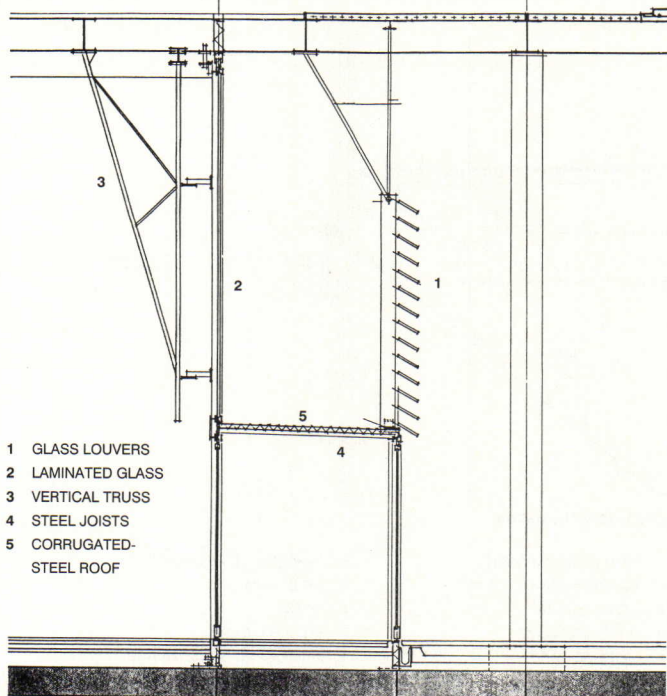 3
2
1
5
4
1 GLASS LOUVERS
2 LAMINATED GLASS
3 VERTICAL TRUSS
4 STEEL JOISTS
5 CORRUGATED-
STEEL ROOF